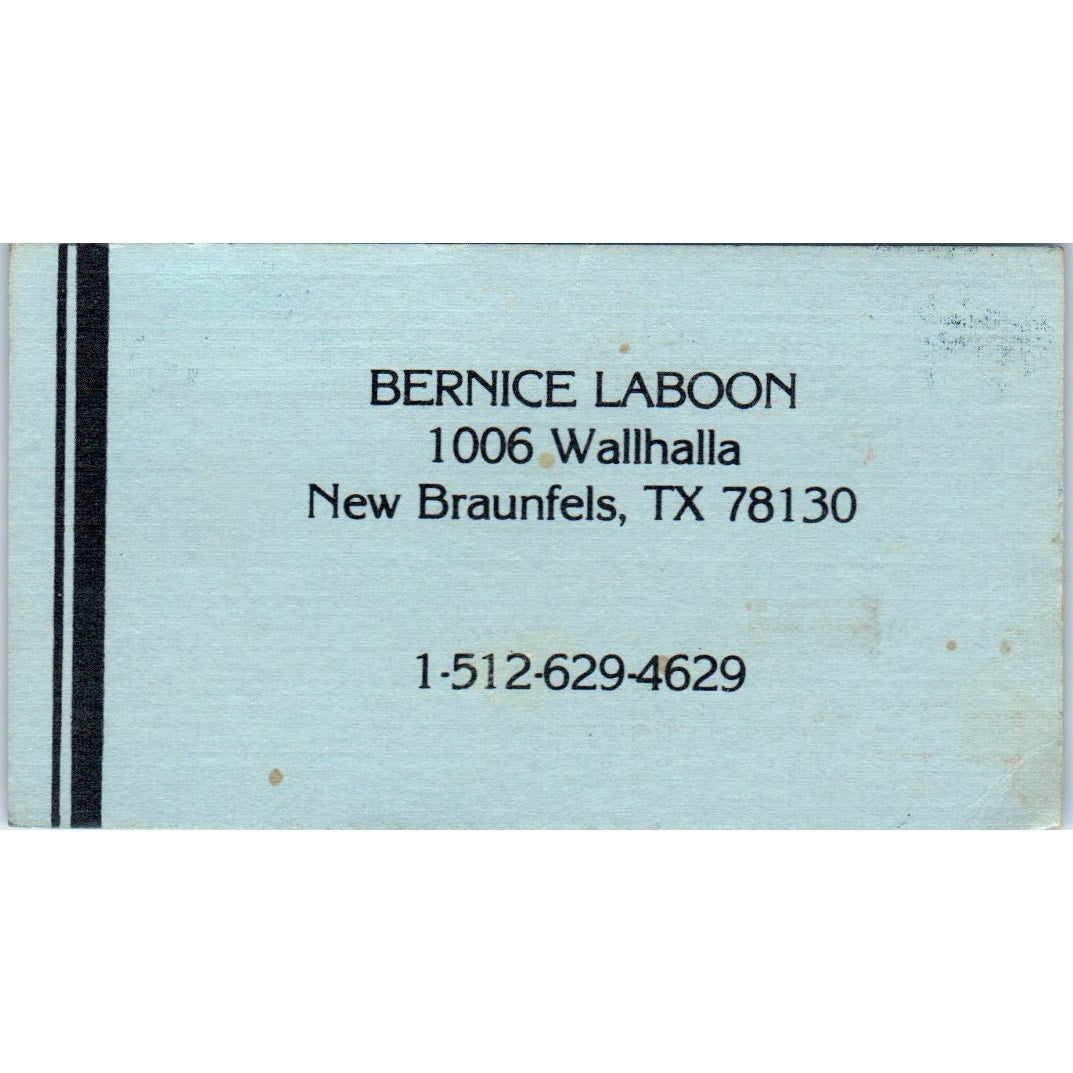 BERNICE LABOON
1006 Wallhalla
New Braunfels, TX 78130
1-512-629-4629